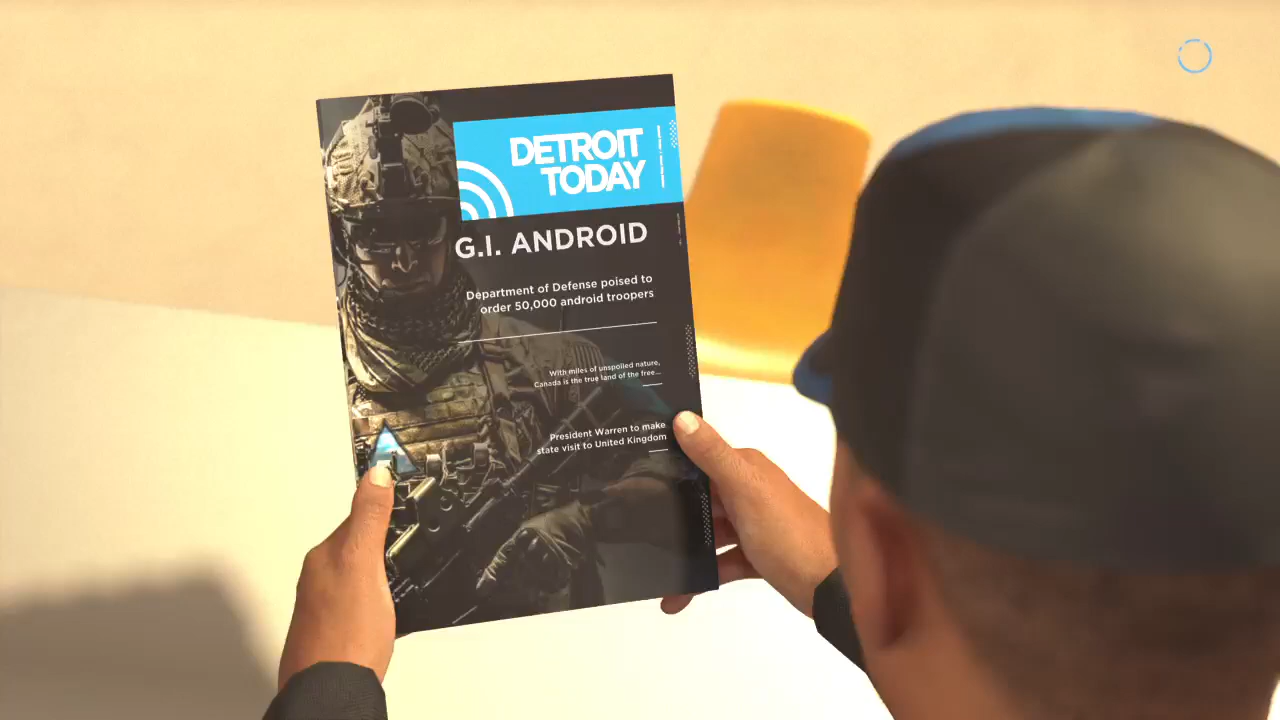 DETROIT
TODAY
G.I. ANDROID
Department of Defense poised to
order 50,000 android troopers
With miles of unspoiled nature,
Canada is the true land of the free...
President Warren to make
state visit to United Kingdom